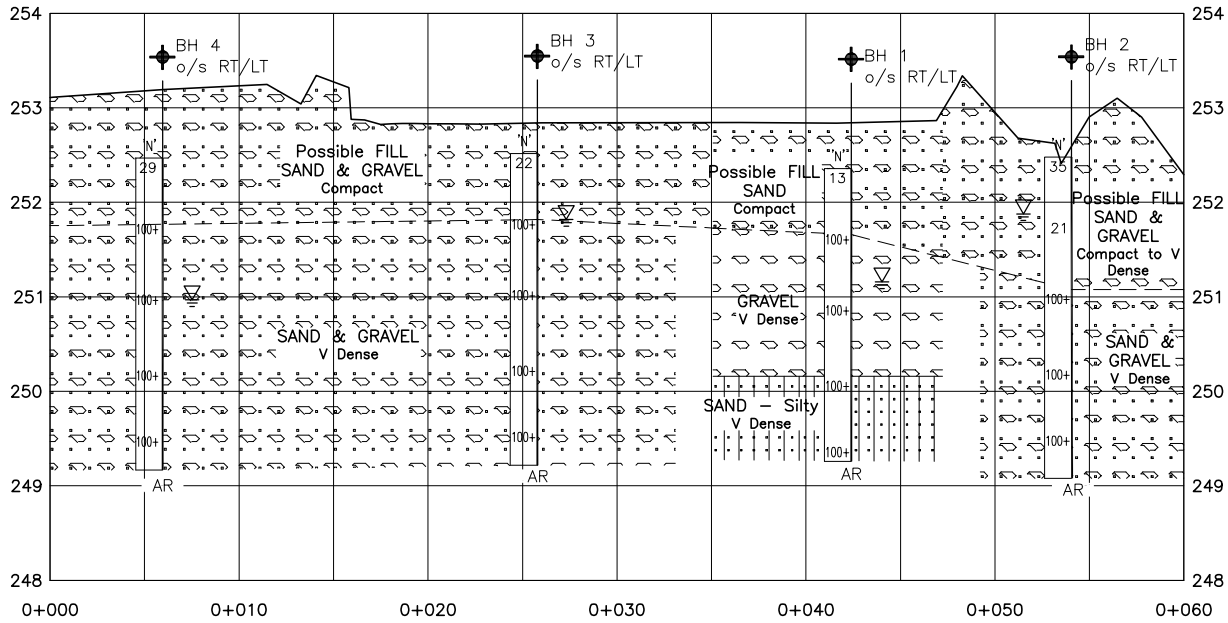 254
254
BH 4
o/s RT/LT
BH 3
o/s RT/LT
BH 1
o/s RT/LT
BH 2
o/s RT/LT
253
253
'N'
'N'
'N'
'N'
29
22
13
35
Possible FILL
SAND & GRAVEL
Compact
Possible FILL
SAND
Compact
Possible FILL
SAND &
GRAVEL
Compact to V
Dense
252
252
100+
100+
100+
21
251
251
100+
100+
100+
100+
GRAVEL
V Dense
SAND & GRAVEL
V Dense
SAND &
GRAVEL
V Dense
250
250
100+
100+
100+
100+
SAND – Silty
V Dense
100+
100+
100+
100+
249
249
AR
AR
AR
AR
248
248
0+000
0+010
0+020
0+030
0+040
0+050
0+060